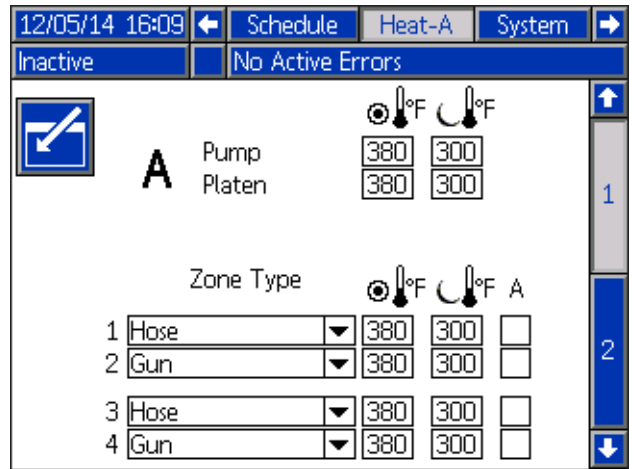 12/05/14 16:09 Schedule Heat-A System
Inactive No Active Errors
°F °F
A
Pump 380 300
Platen 380 300
1
Zone Type °F °F A
1 Hose 380 300
2 Gun 380 300
2
3 Hose 380 300
4 Gun 380 300